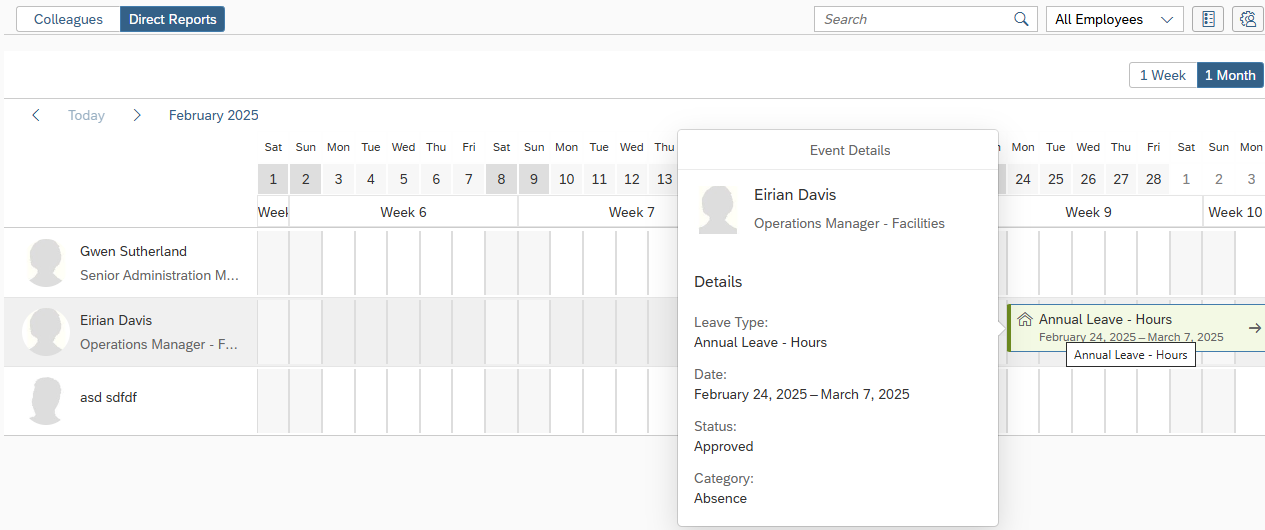 Colleagues Direct Reports Search All Employees
1 Week 1 Month
Today February 2025
Sat Sun Mon Tue Wed Thu Fri Sat Sun Mon Tue Wed Thu Mon Tue Wed Thu Fri Sat Sun Mon
1 2 3 4 5 6 7 8 9 10 11 12 13 24 25 26 27 28 1 2 3
Week 6 Week 7 Week 9 Week 10
Gwen Sutherland
Senior Administration M...
Eirian Davis
Operations Manager - F...
asd sdfdf
Event Details
Eirian Davis
Operations Manager - Facilities
Details
Leave Type:
Annual Leave - Hours
Date:
February 24, 2025 – March 7, 2025
Status:
Approved
Category:
Absence
Annual Leave - Hours
February 24, 2025 – March 7, 2025
Annual Leave - Hours